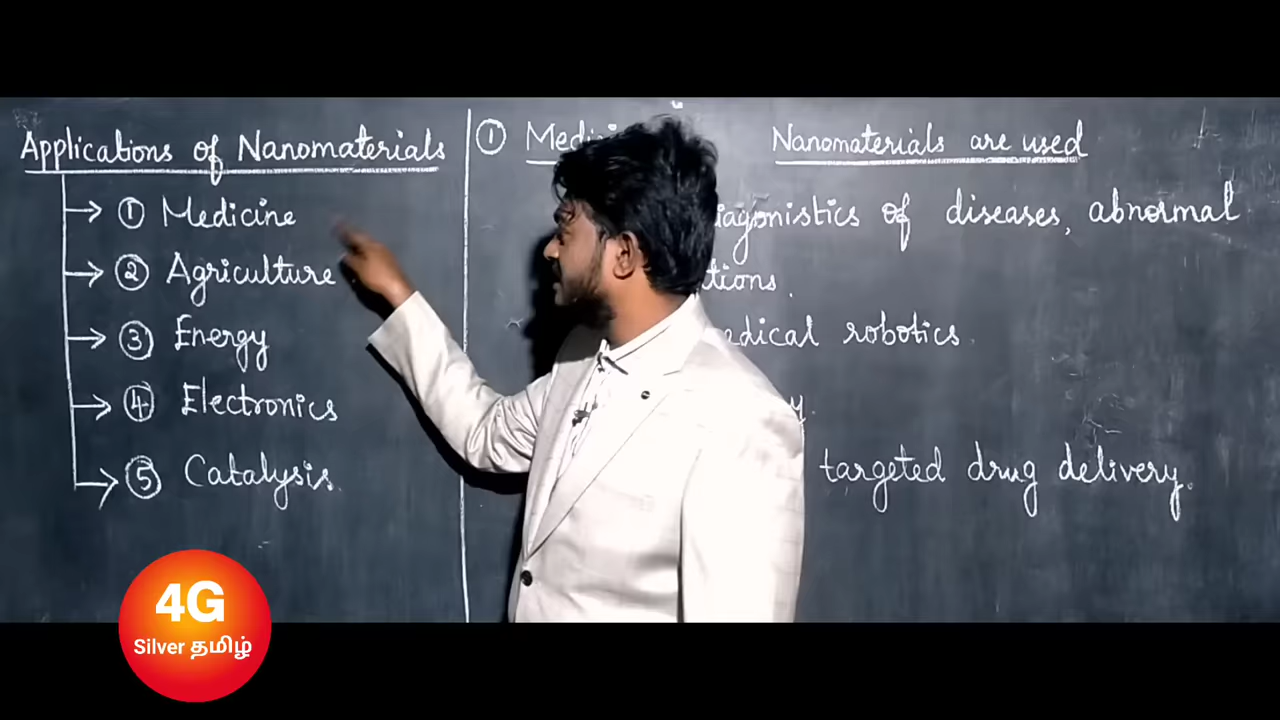 Applications of Nanomaterials
① Medicine
② Agriculture
③ Energy
④ Electronics
⑤ Catalysis.
①
Nanomaterials are used
of diseases, abnormal
robotics.
targeted drug delivery.
4G
Silver தமிழ்